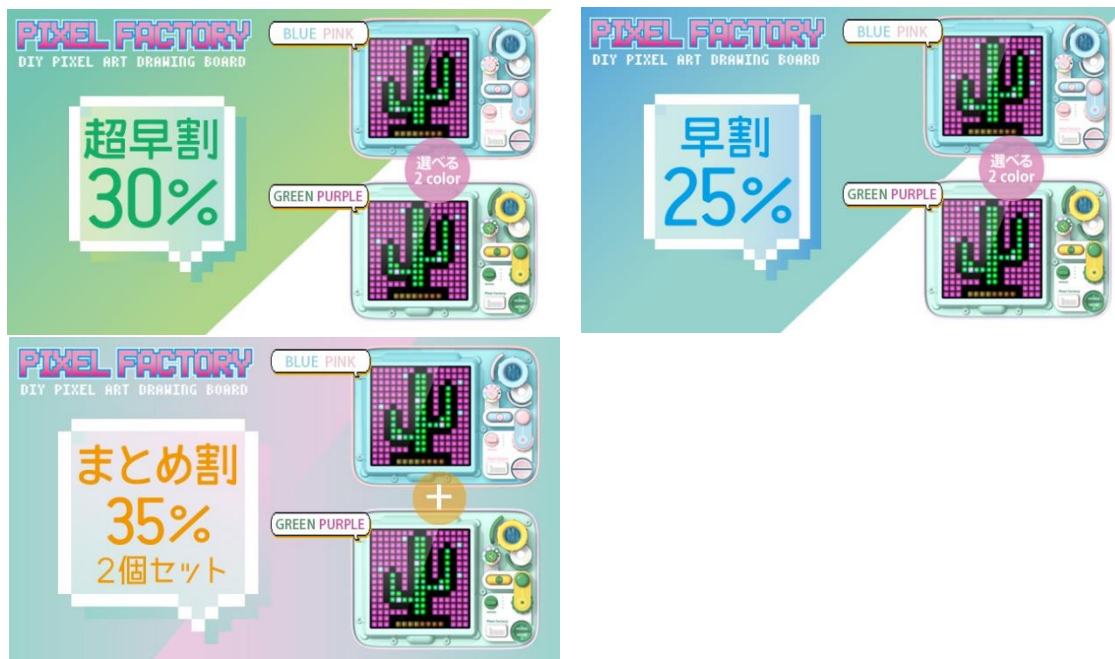 PIXEL FACTORY
DIY PIXEL ART DRAWING BOARD
超早割
30%
BLUE PINK
選べる
2 color
GREEN PURPLE
PIXEL FACTORY
DIY PIXEL ART DRAWING BOARD
早割
25%
BLUE PINK
選べる
2 color
GREEN PURPLE
PIXEL FACTORY
DIY PIXEL ART DRAWING BOARD
まとめ割
35%
2個セット
BLUE PINK
+
GREEN PURPLE